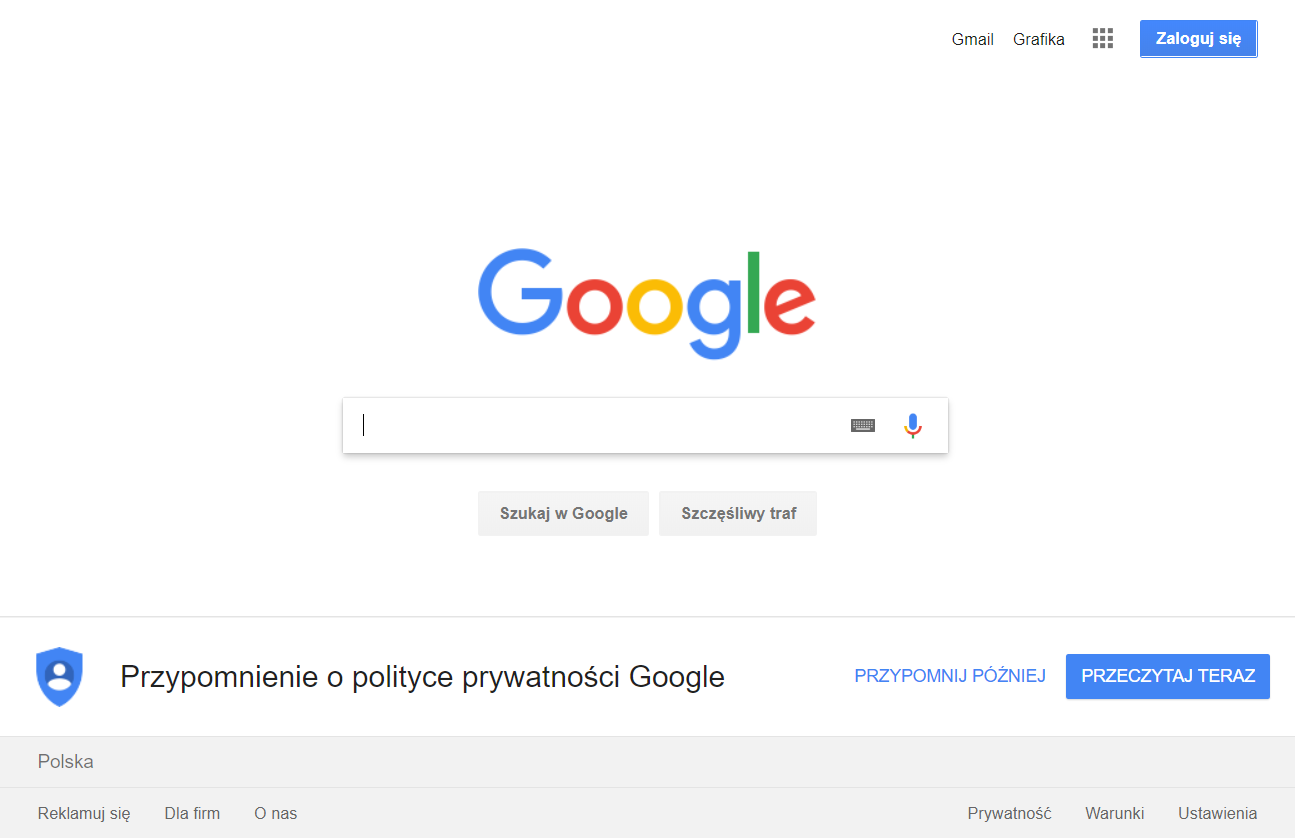 Gmail Grafika Zaloguj się
Google
Szukaj w Google Szczęśliwy traf
Przypomnienie o polityce prywatności Google PRZYPOMNIJ PÓŹNIEJ PRZECZYTAJ TERAZ
Polska
Reklamuj się Dla firm O nas Prywatność Warunki Ustawienia